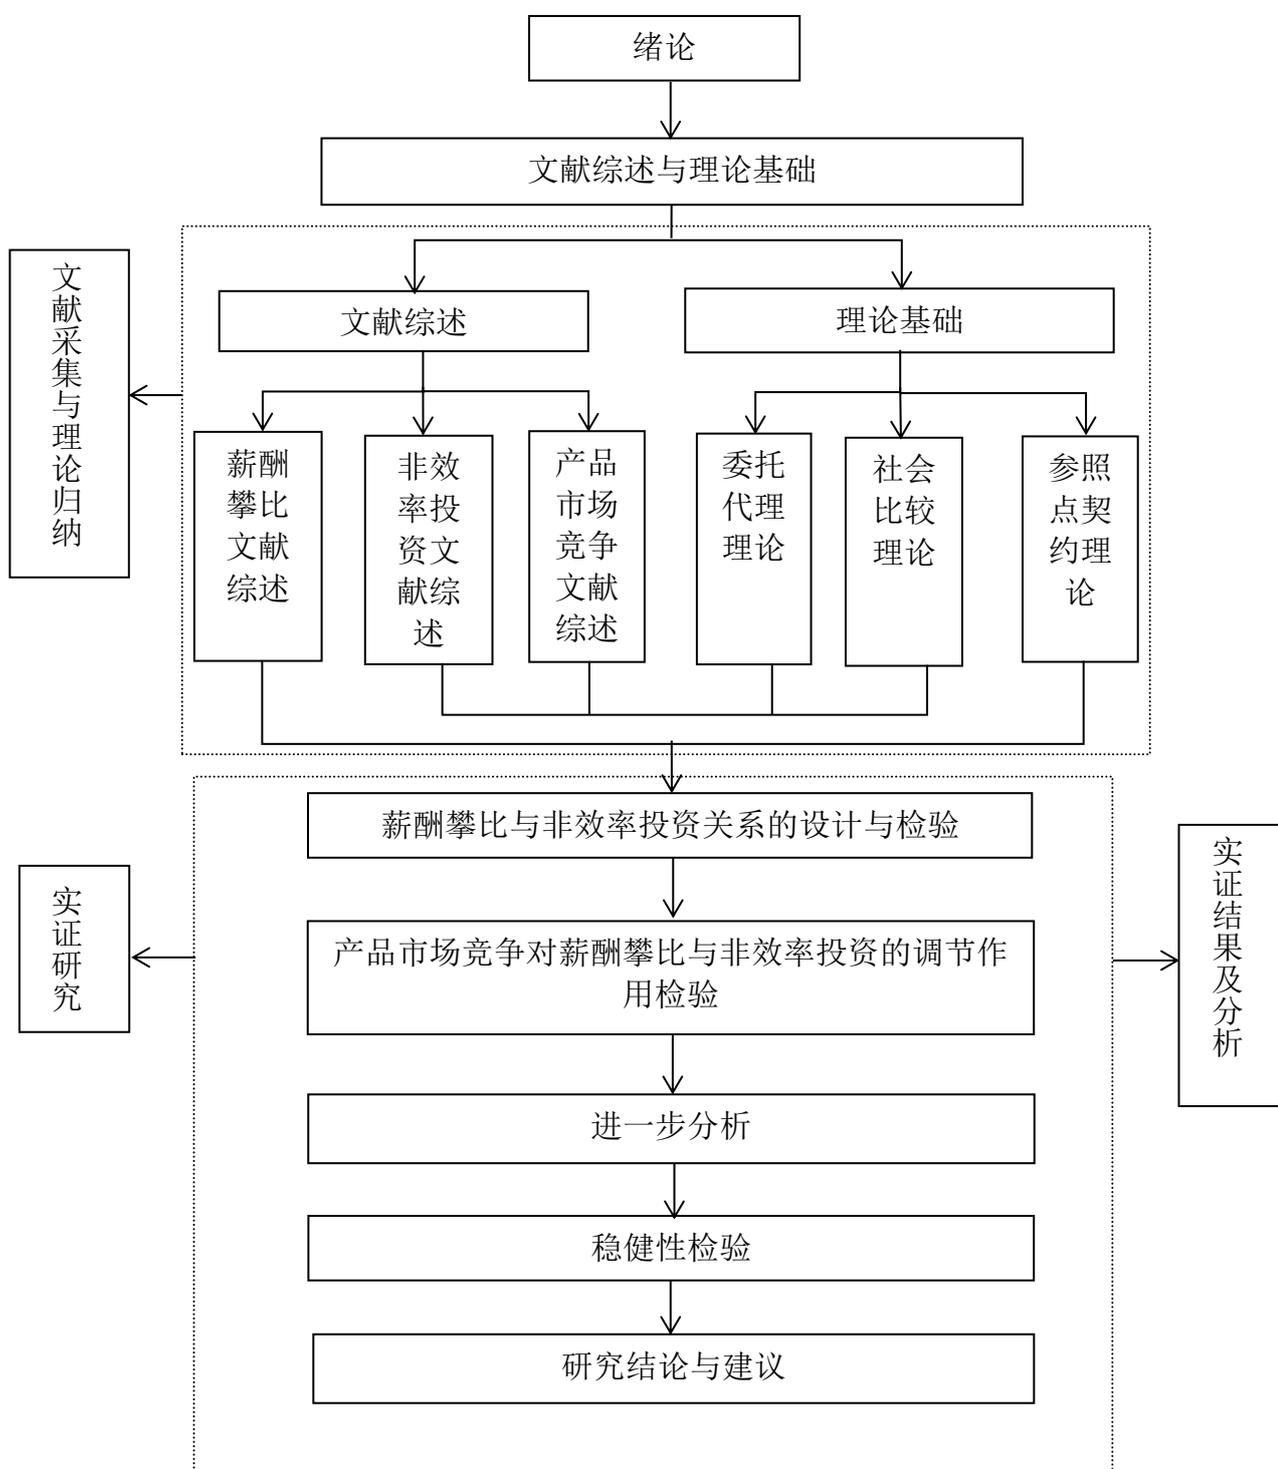 绪论
文献综述与理论基础
文献采集与理论归纳
文献综述
理论基础
薪酬
攀比
文献
综述
非效
率投
资文
献综
述
产品
市场
竞争
文献
综述
委托
代理
理论
社会
比较
理论
参照
点契
约理
论
薪酬攀比与非效率投资关系的设计与检验
实证研究
产品市场竞争对薪酬攀比与非效率投资的调节作
用检验
实证结果及分析
进一步分析
稳健性检验
研究结论与建议